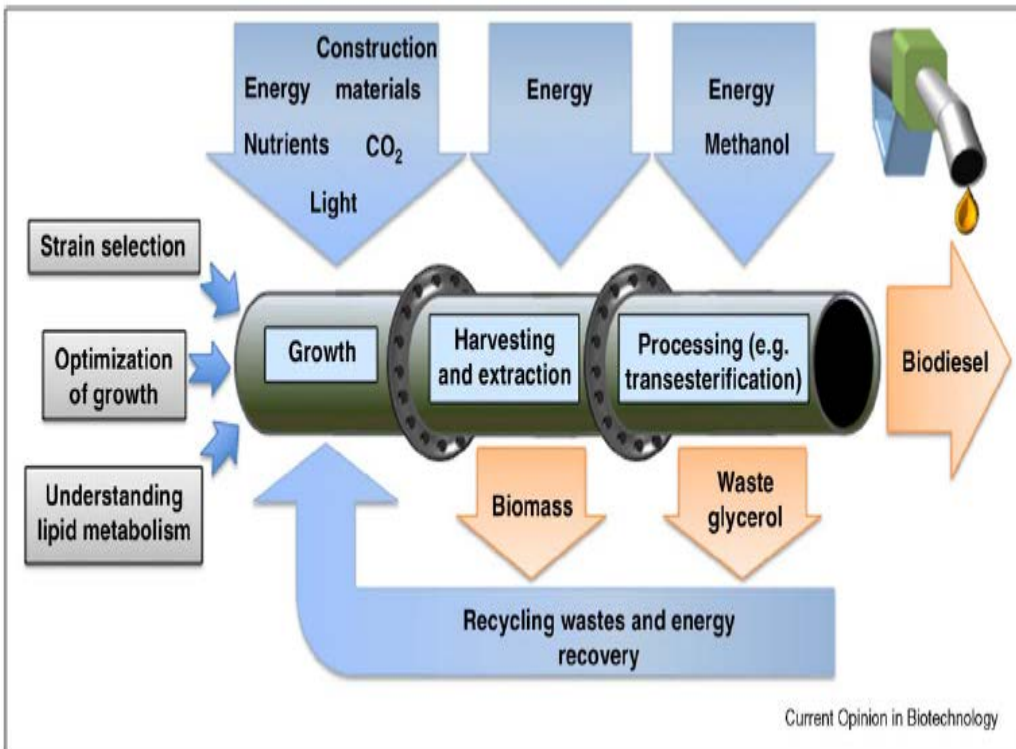 Construction
Energy materials
Nutrients CO₂
Light
Energy
Energy
Methanol
Strain selection
Optimization
of growth
Understanding
lipid metabolism
Growth
Harvesting
and extraction
Processing (e.g.
transesterification)
Biodiesel
Biomass
Waste
glycerol
Recycling wastes and energy
recovery
Current Opinion in Biotechnology